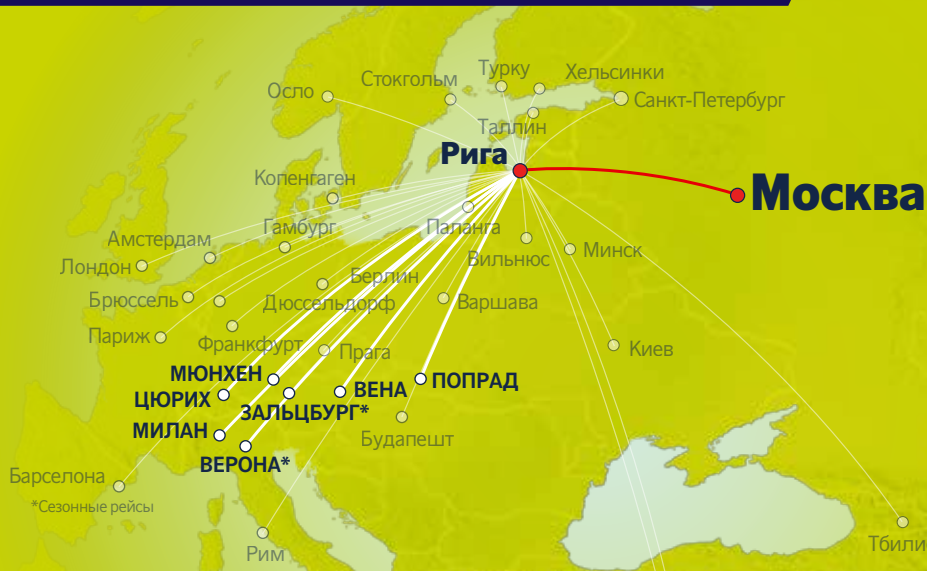 Турку
Хельсинки
Стокгольм
Осло
Санкт-Петербург
Таллин
Рига
Копенгаген
Москва
Гамбург
Паланга
Амстердам
Вильнюс
Минск
Лондон
Берлин
Брюссель
Дюссельдорф
Варшава
Париж
Франкфурт
Прага
Киев
МЮНХЕН
ВЕНА
ПОПРАД
ЦЮРИХ
ЗАЛЬЦБУРГ*
МИЛАН
Будапешт
ВЕРОНА*
Барселона
*Сезонные рейсы
Рим
Тбили